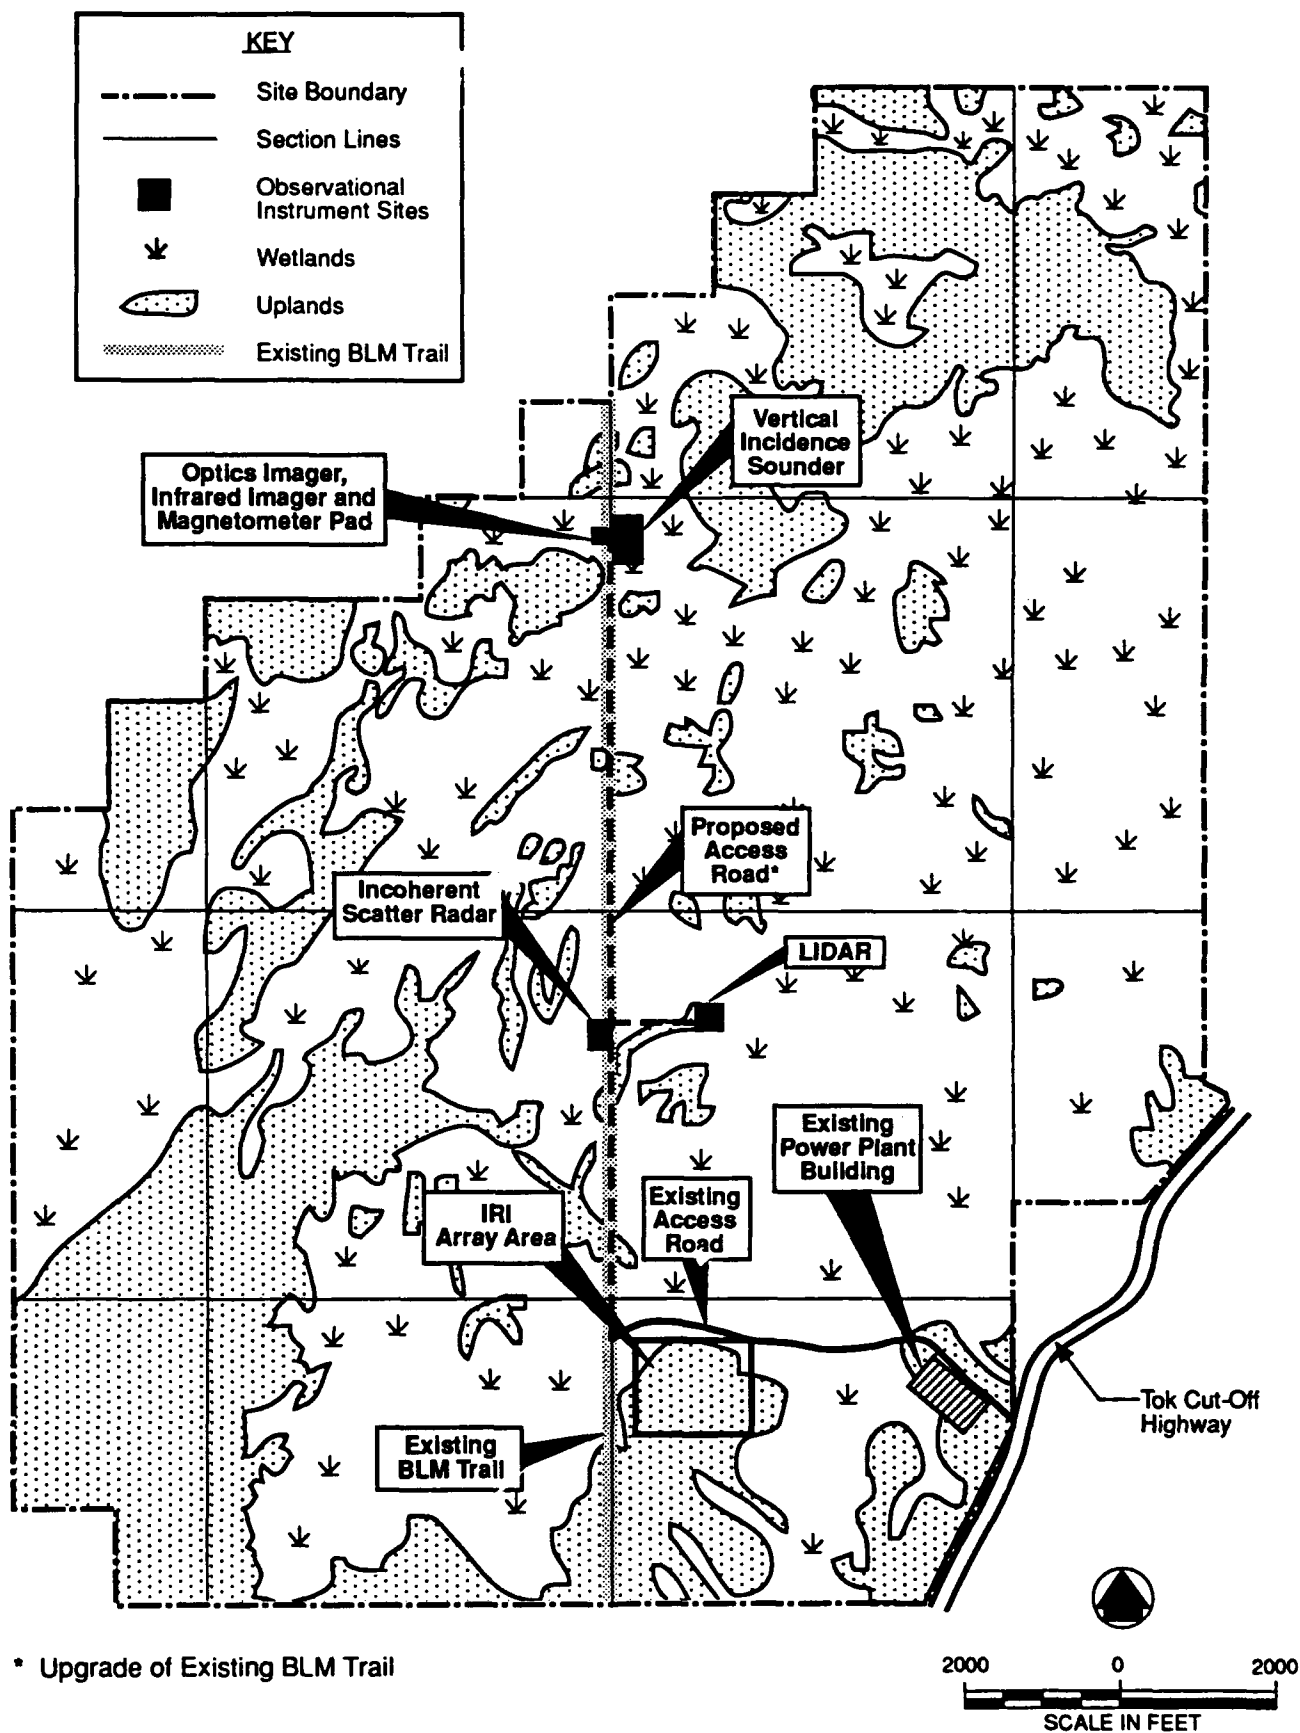 KEY
Site Boundary
Section Lines
Observational
Instrument Sites
Wetlands
Uplands
Existing BLM Trail
Vertical
Incidence
Sounder
Optics Imager,
Infrared Imager and
Magnetometer Pad
Proposed
Access
Road*
Incoherent
Scatter Radar
LIDAR
Existing
Power Plant
Building
IRI
Array Area
Existing
Access
Road
Tok Cut-Off
Highway
Existing
BLM Trail
* Upgrade of Existing BLM Trail
2000 0 2000
SCALE IN FEET